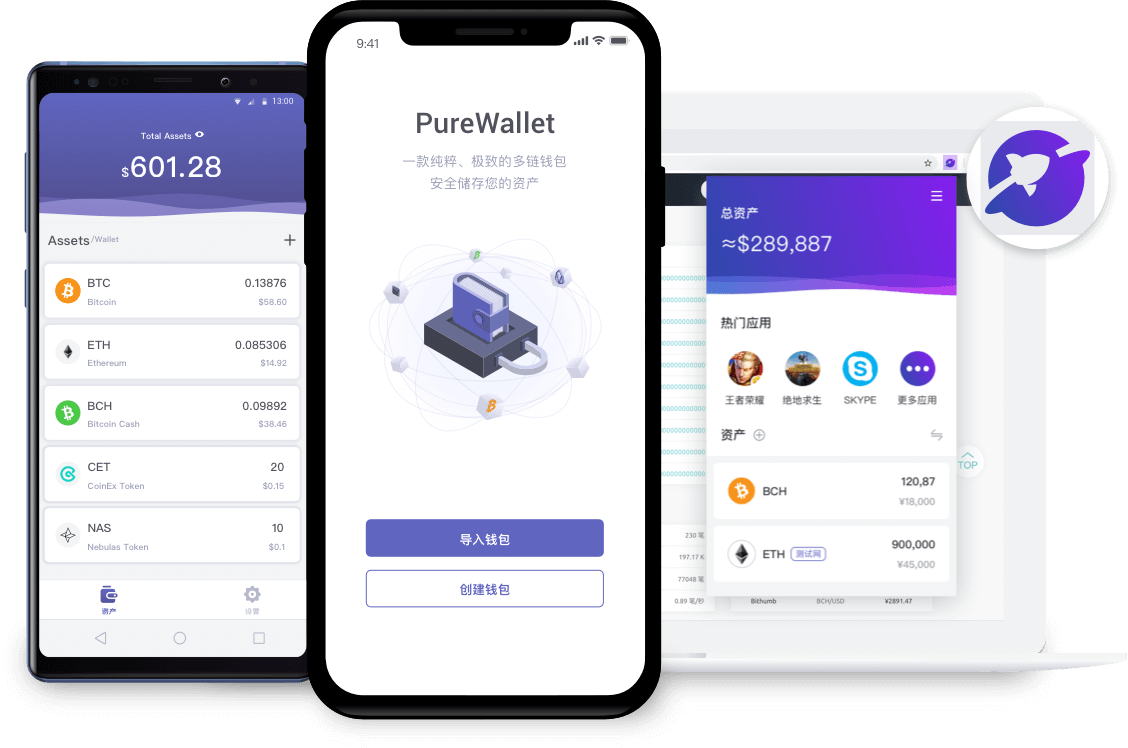 13:00
Total Assets
$601.28
Assets/Wallet
BTC 0.13876
Bitcoin $58.60
ETH 0.085306
Ethereum $14.92
BCH 0.09892
Bitcoin Cash $38.46
CET 20
CoinEx Token $0.15
NAS 10
Nebulas Token $0.1
资产 设置
9:41
PureWallet
一款纯粹、极致的多链钱包
安全储存您的资产
导入钱包
创建钱包
总资产
≈$289,887
热门应用
王者荣耀 绝地求生 SKYPE 更多应用
资产
BCH 120,87
¥18,000
ETH 测试网 900,000
¥45,000
TOP
230 笔
197.17 K
77048 笔
0.89 笔/秒
Bithumb BCH/USD ¥2891.47